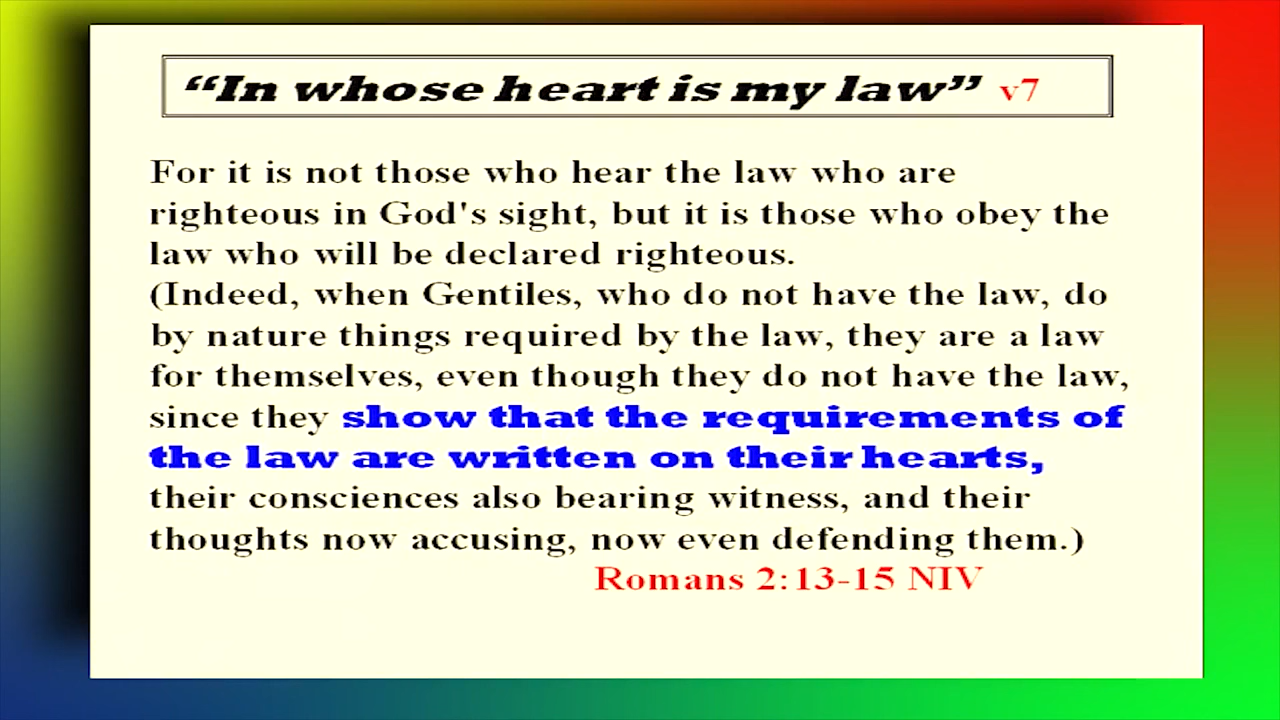 “In whose heart is my law” v7
For it is not those who hear the law who are
righteous in God's sight, but it is those who obey the
law who will be declared righteous.
(Indeed, when Gentiles, who do not have the law, do
by nature things required by the law, they are a law
for themselves, even though they do not have the law,
since they show that the requirements of
the law are written on their hearts,
their consciences also bearing witness, and their
thoughts now accusing, now even defending them.)
Romans 2:13-15 NIV